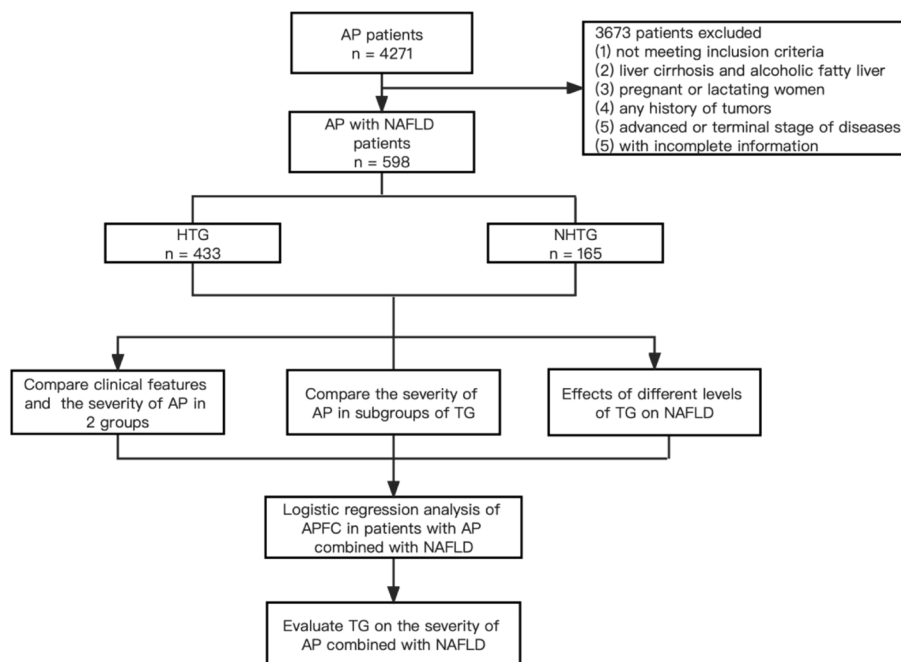 AP patients
n = 4271
3673 patients excluded
(1) not meeting inclusion criteria
(2) liver cirrhosis and alcoholic fatty liver
(3) pregnant or lactating women
(4) any history of tumors
(5) advanced or terminal stage of diseases
(5) with incomplete information
AP with NAFLD
patients
n = 598
HTG
n = 433
NHTG
n = 165
Compare clinical features
and the severity of AP in
2 groups
Compare the severity of
AP in subgroups of TG
Effects of different levels
of TG on NAFLD
Logistic regression analysis of
APFC in patients with AP
combined with NAFLD
Evaluate TG on the severity of
AP combined with NAFLD